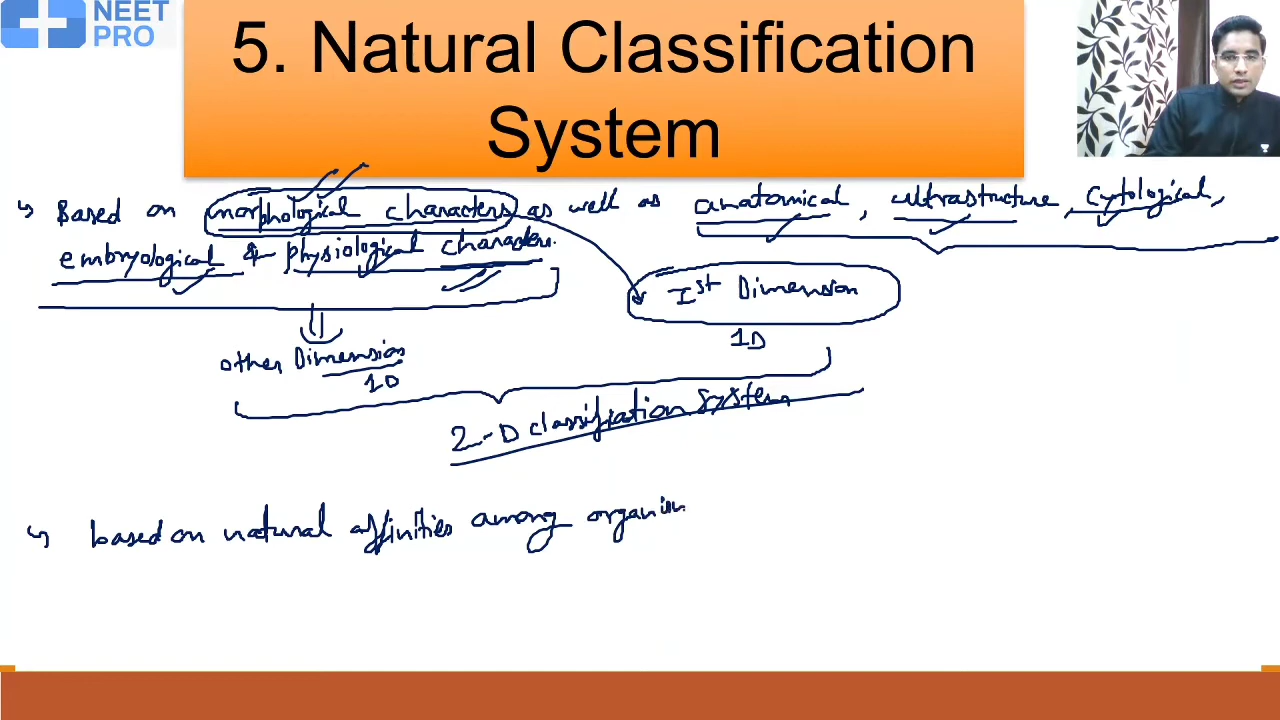 NEET
PRO
5. Natural Classification
System
Based on morphological characters as well as anatomical, ultrastructure, cytological,
embryological & physiological characters.
Ist Dimension
1D
other Dimension
1D
2-D classification system
based on natural affinities among organism